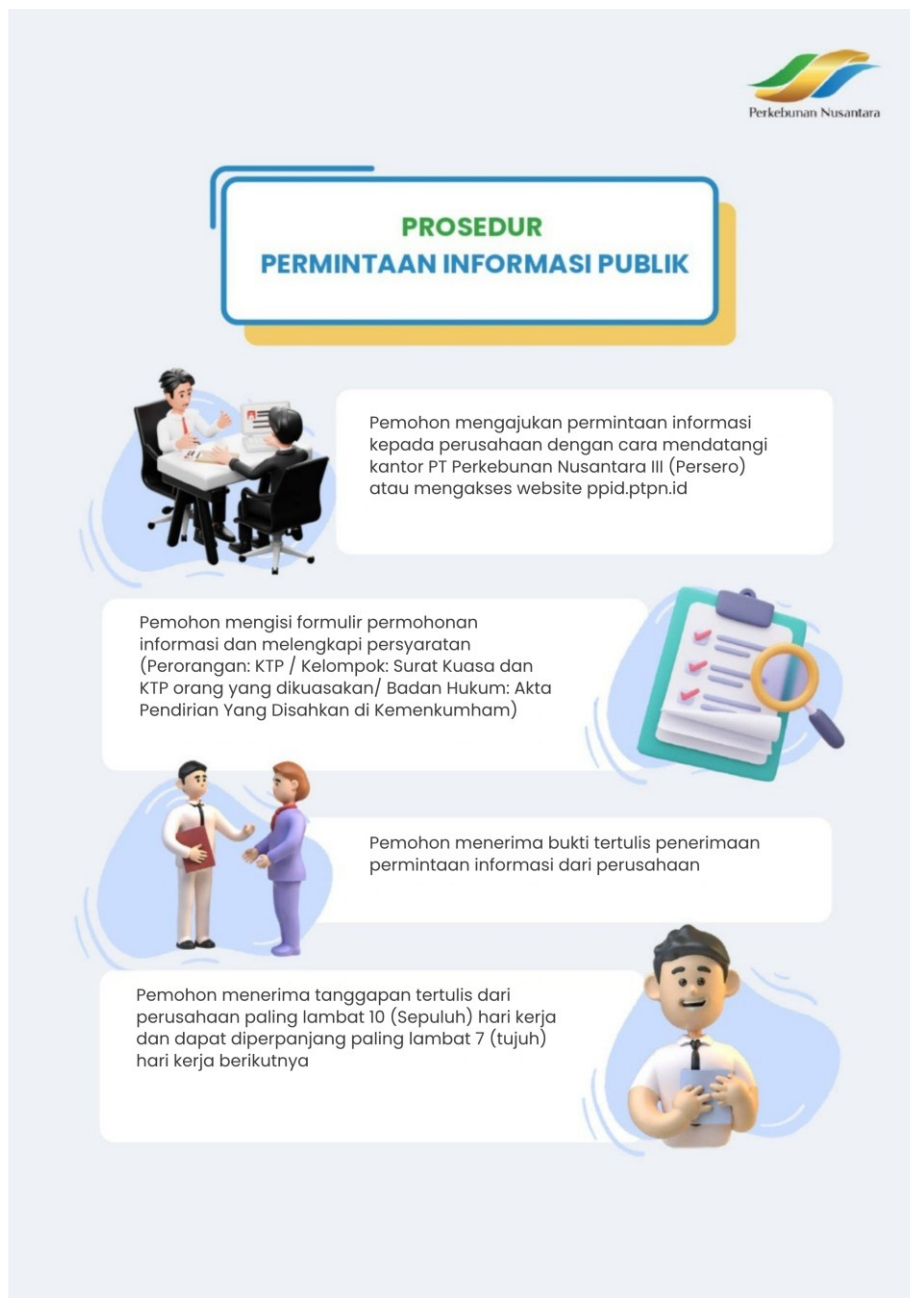 Perkebunan Nusantara
PROSEDUR
PERMINTAAN INFORMASI PUBLIK
Pemohon mengajukan permintaan informasi
kepada perusahaan dengan cara mendatangi
kantor PT Perkebunan Nusantara III (Persero)
atau mengakses website ppid.ptpn.id
Pemohon mengisi formulir permohonan
informasi dan melengkapi persyaratan
(Perorangan: KTP / Kelompok: Surat Kuasa dan
KTP orang yang dikuasakan/ Badan Hukum: Akta
Pendirian Yang Disahkan di Kemenkumham)
Pemohon menerima bukti tertulis penerimaan
permintaan informasi dari perusahaan
Pemohon menerima tanggapan tertulis dari
perusahaan paling lambat 10 (Sepuluh) hari kerja
dan dapat diperpanjang paling lambat 7 (tujuh)
hari kerja berikutnya